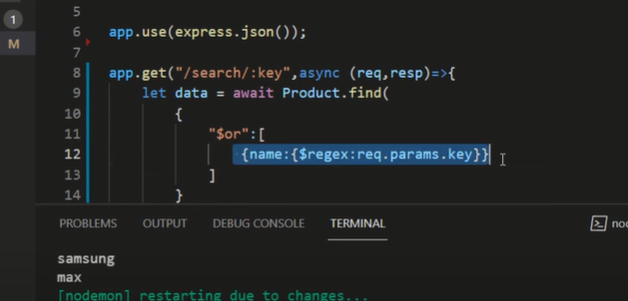 1
M
5
6 app.use(express.json());
7
8 app.get("/search/:key",async (req,resp)=>{
9 let data = await Product.find(
10 {
11 "$or":[
12 {name:{$regex:req.params.key}}
13 ]
14 }
PROBLEMS OUTPUT DEBUG CONSOLE TERMINAL
samsung
max
[nodemon] restarting due to changes...